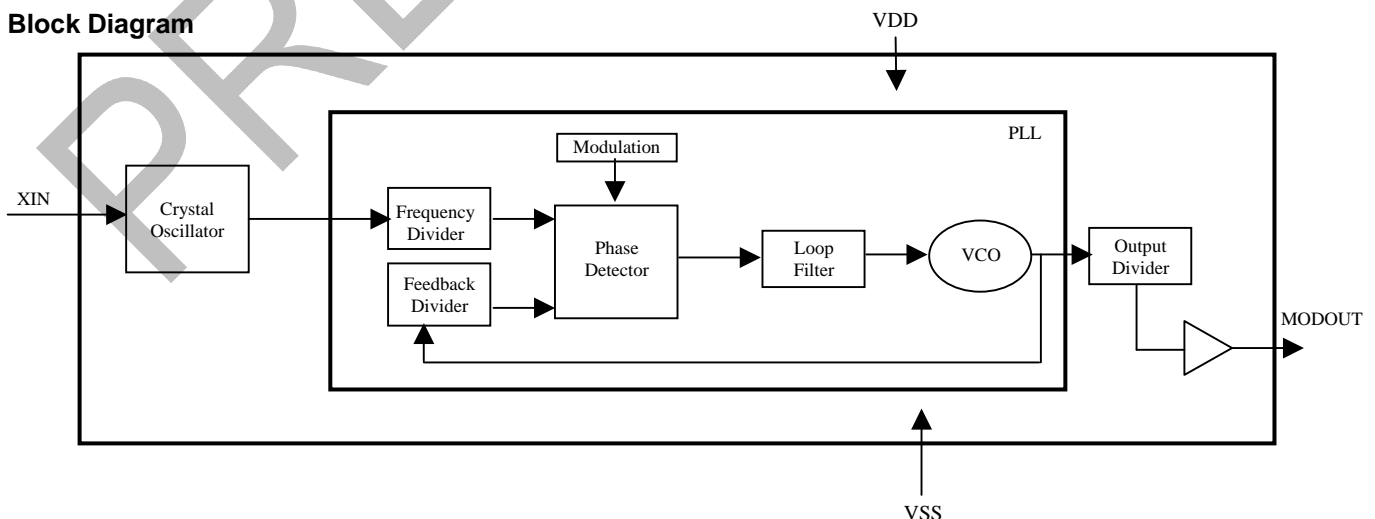 Block Diagram
VDD
PLL
Modulation
XIN
Crystal
Oscillator
Frequency
Divider
Phase
Detector
Loop
Filter
VCO
Output
Divider
Feedback
Divider
MODOUT
VSS